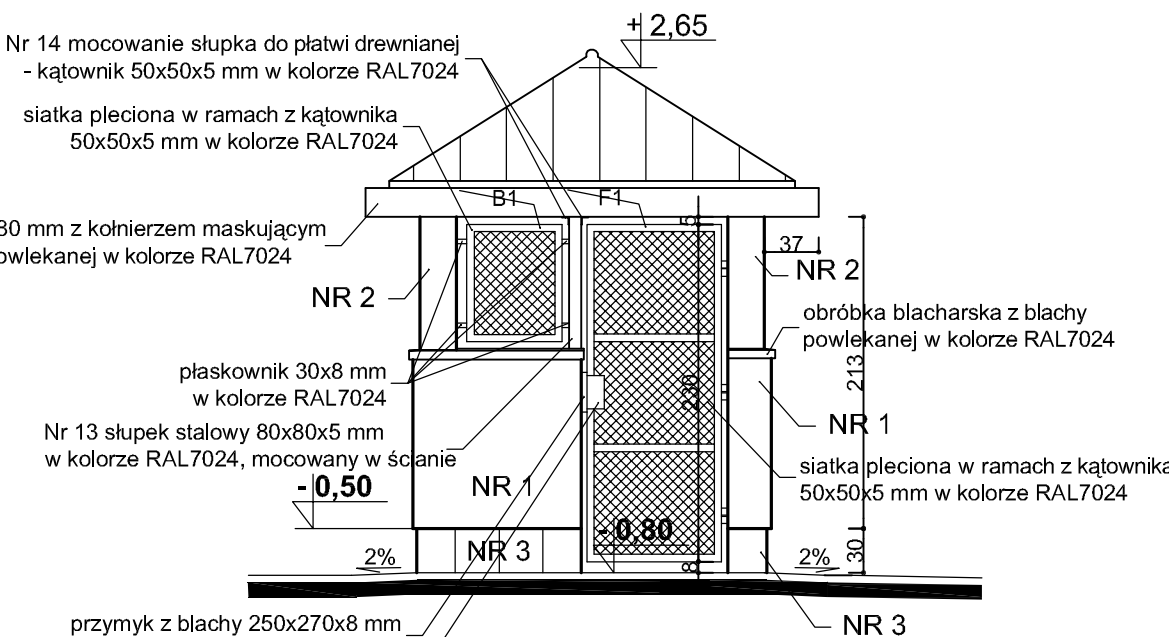 + 2,65
Nr 14 mocowanie słupka do płatwi drewnianej
- kątownik 50x50x5 mm w kolorze RAL7024
siatka pleciona w ramach z kątownika
50x50x5 mm w kolorze RAL7024
B1
F1
5
80 mm z kołnierzem maskującym
owlekanej w kolorze RAL7024
37
NR 2
NR 2
obróbka blacharska z blachy
powlekanej w kolorze RAL7024
213
płaskownik 30x8 mm
w kolorze RAL7024
230
NR 1
Nr 13 słupek stalowy 80x80x5 mm
w kolorze RAL7024, mocowany w ścianie
siatka pleciona w ramach z kątownika
50x50x5 mm w kolorze RAL7024
- 0,50
NR 1
- 0,80
NR 3
30
2%
2%
8
przymyk z blachy 250x270x8 mm
NR 3